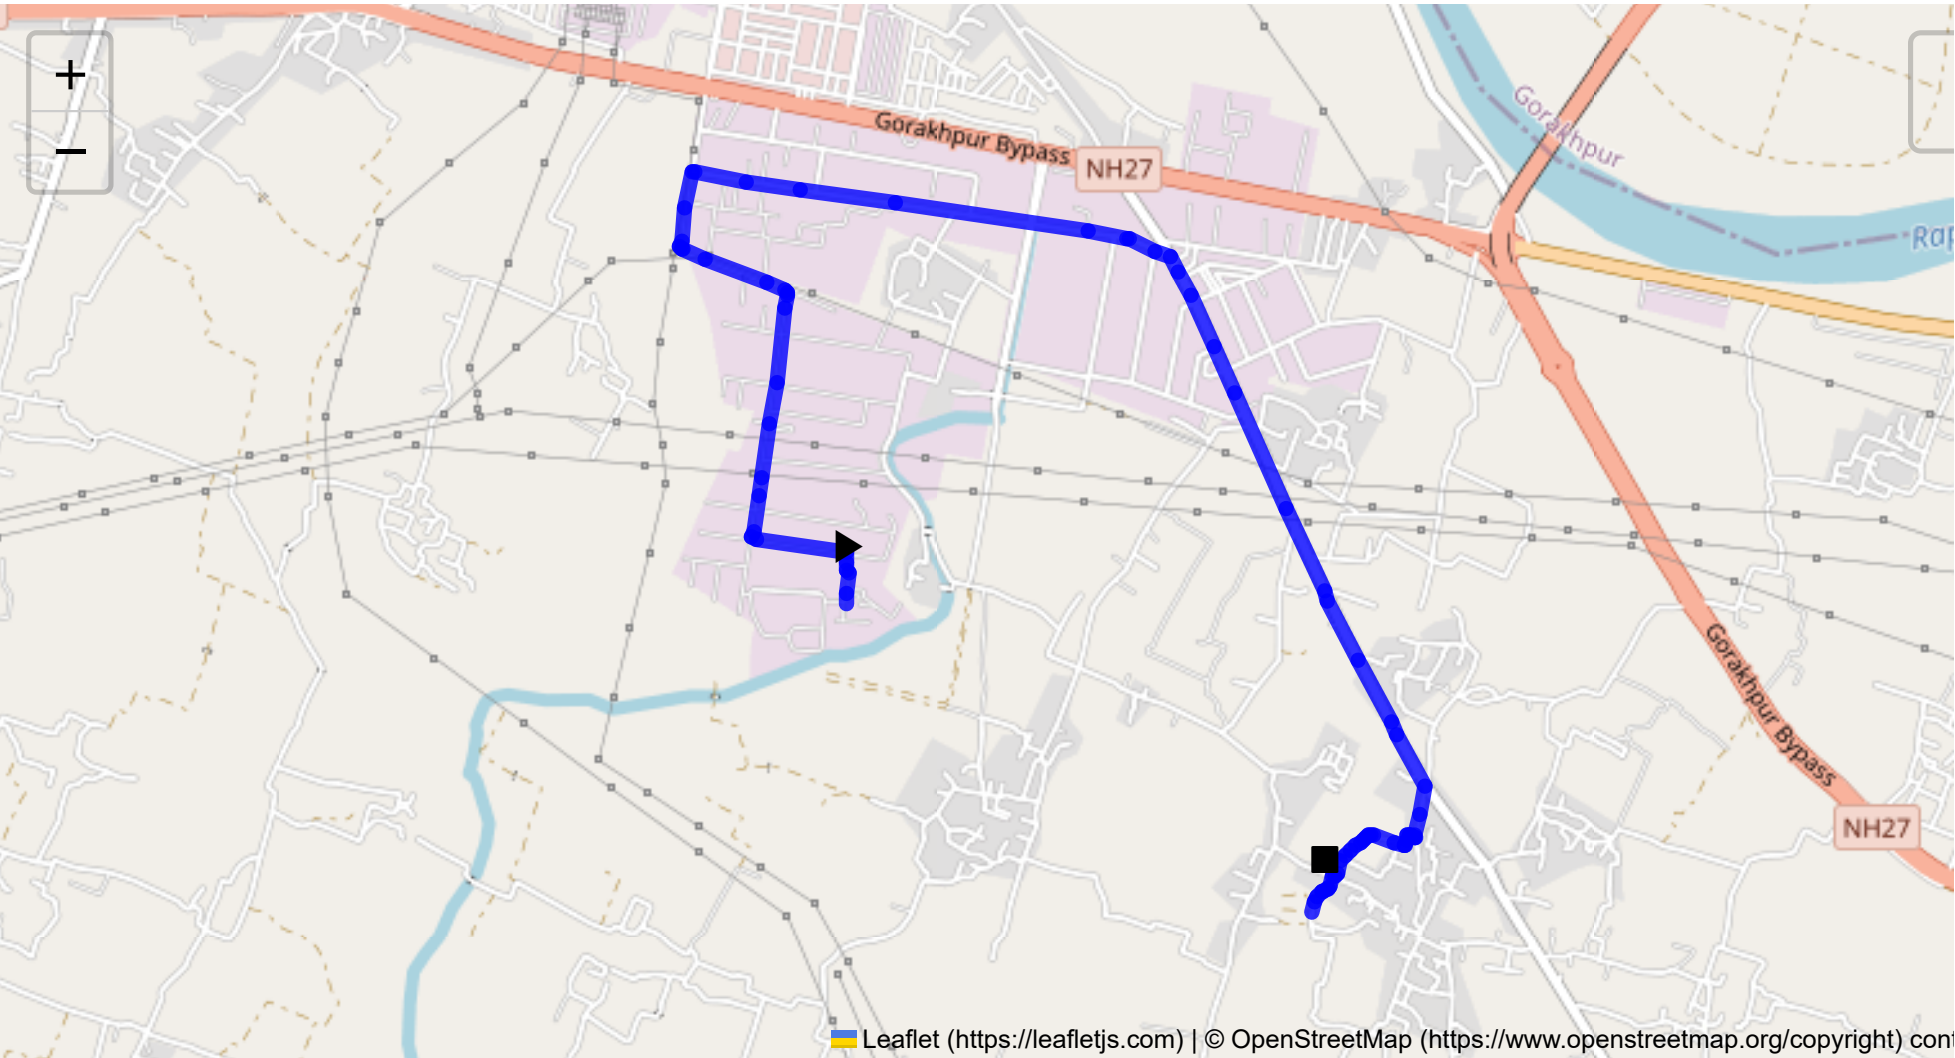 +
−
Gorakhpur Bypass
NH27
Gorakhpur
Rap
Gorakhpur Bypass
NH27
Leaflet (https://leafletjs.com) | © OpenStreetMap (https://www.openstreetmap.org/copyright) con